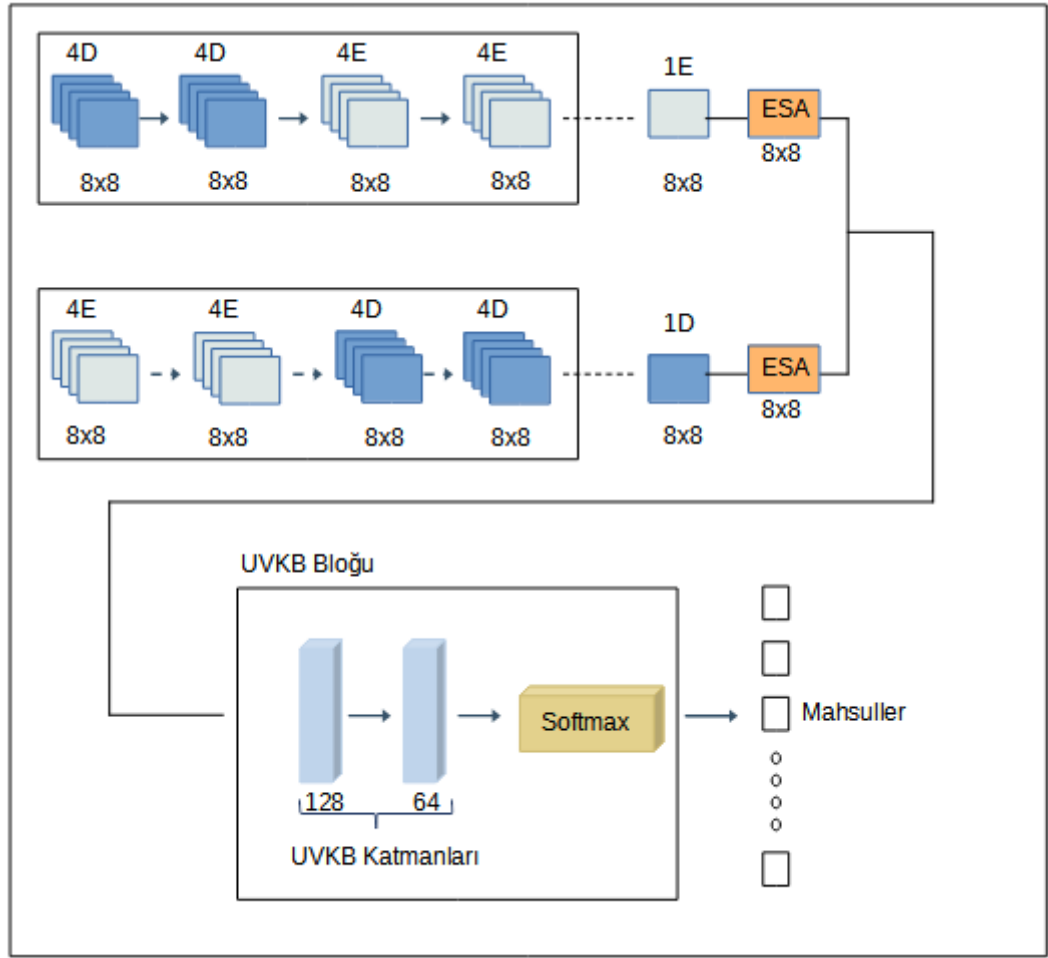 4D 4D 4E 4E 1E
ESA
8x8
8x8 8x8 8x8 8x8 8x8
4E 4E 4D 4D 1D
ESA
8x8
8x8 8x8 8x8 8x8 8x8
UVKB Bloğu
Softmax
Mahsuller
128 64
UVKB Katmanları